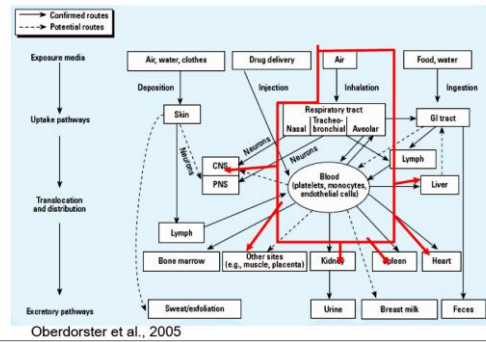 Confirmed routes
Potential routes
Exposure media
Air, water, clothes
Drug delivery
Air
Food, water
Deposition
Injection
Inhalation
Ingestion
Uptake pathways
Skin
Respiratory tract
Nasal
Tracheo-
bronchial
Aveolar
GI tract
Neurons
Neurons
Neurons
CNS
PNS
Lymph
Blood
(platelets, monocytes,
endothelial cells)
Liver
Translocation
and distribution
Lymph
Bone marrow
Other sites
(e.g., muscle, placenta)
Kidney
Spleen
Heart
Excretory pathways
Sweat/exfoliation
Urine
Breast milk
Feces
Oberdorster et al., 2005